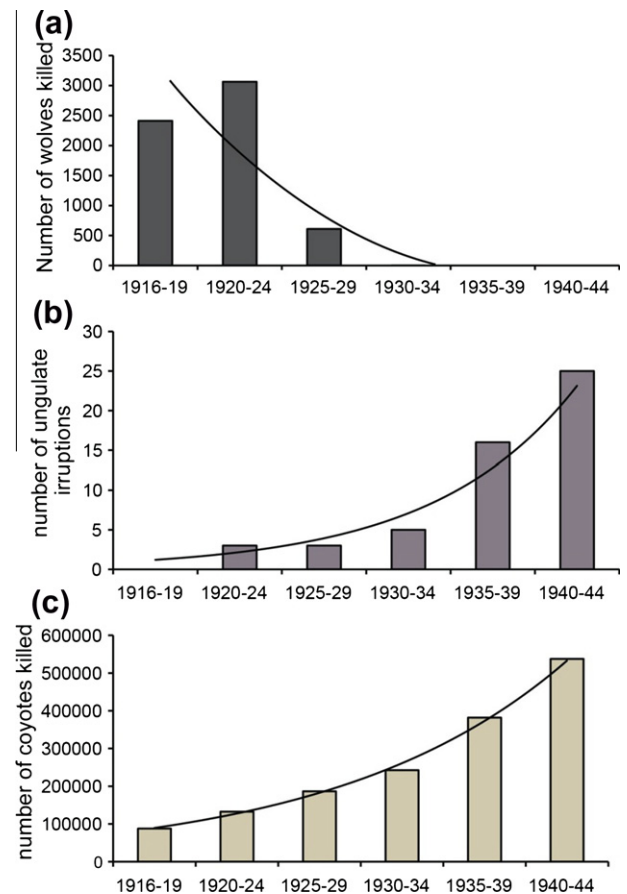 (a)
Number of wolves killed
3500
3000
2500
2000
1500
1000
500
0
1916-19 1920-24 1925-29 1930-34 1935-39 1940-44
(b)
number of ungulate
irruptions
30
25
20
15
10
5
0
1916-19 1920-24 1925-29 1930-34 1935-39 1940-44
(c)
number of coyotes killed
600000
500000
400000
300000
200000
100000
0
1916-19 1920-24 1925-29 1930-34 1935-39 1940-44